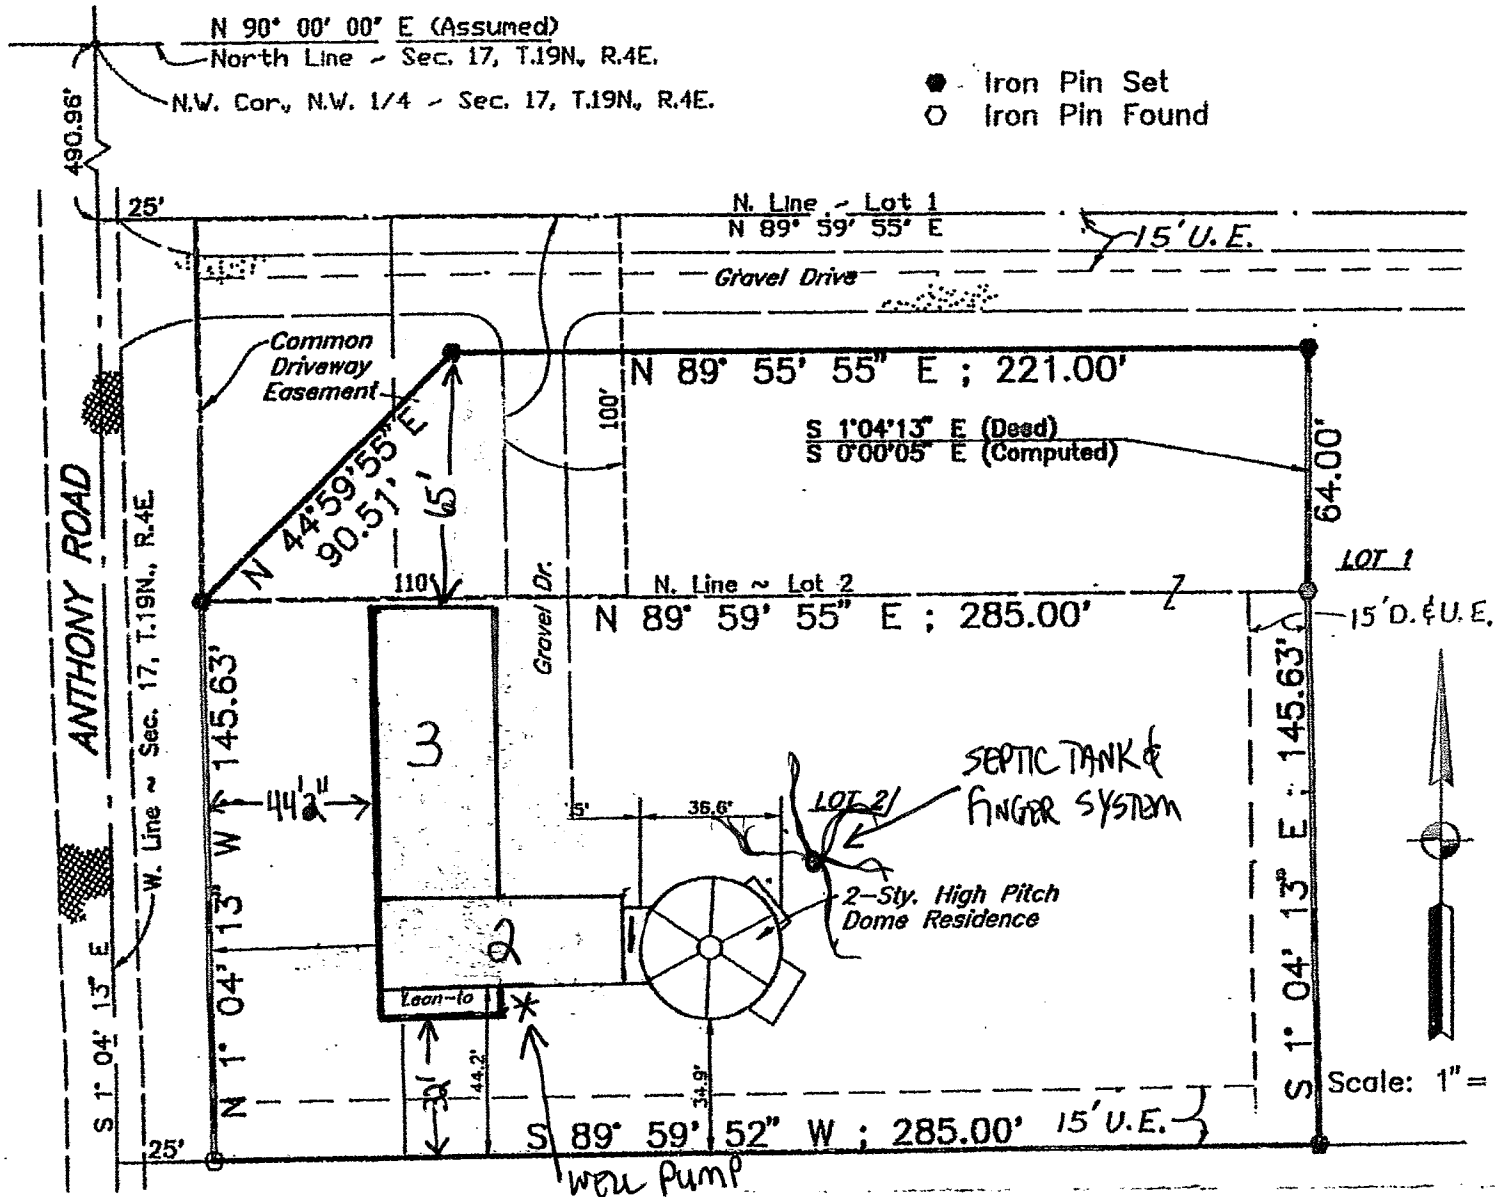 N 90° 00' 00" E (Assumed)
North Line ~ Sec. 17, T.19N., R.4E.
N.W. Cor., N.W. 1/4 ~ Sec. 17, T.19N., R.4E.
490.96'
Iron Pin Set
Iron Pin Found
25'
N. Line ~ Lot 1
N 89° 59' 55" E
15' U.E.
Gravel Drive
Common
Driveway
Easement
N 89° 55' 55" E ; 221.00'
100'
S 1°04'13" E (Deed)
S 0°00'05" E (Computed)
64.00'
N 44°59'55" E
90.51'
65'
ANTHONY ROAD
W. Line ~ Sec. 17, T.19N., R.4E.
S 1° 04' 13" E
LOT 1
110'
N. Line ~ Lot 2
N 89° 59' 55" E ; 285.00'
Z
15' D. & U. E.
Gravel Dr.
N 1° 04' 13" W 145.63'
S 1° 04' 13" E ; 145.63'
3
44'2"
SEPTIC TANK &
FINGER SYSTEM
5'
36.6'
LOT 2
2-Sty. High Pitch
Dome Residence
2
Lean-to
32'
44.2'
34.9'
Scale: 1" =
S 89° 59' 52" W ; 285.00'
15' U.E.
25'
WELL PUMP